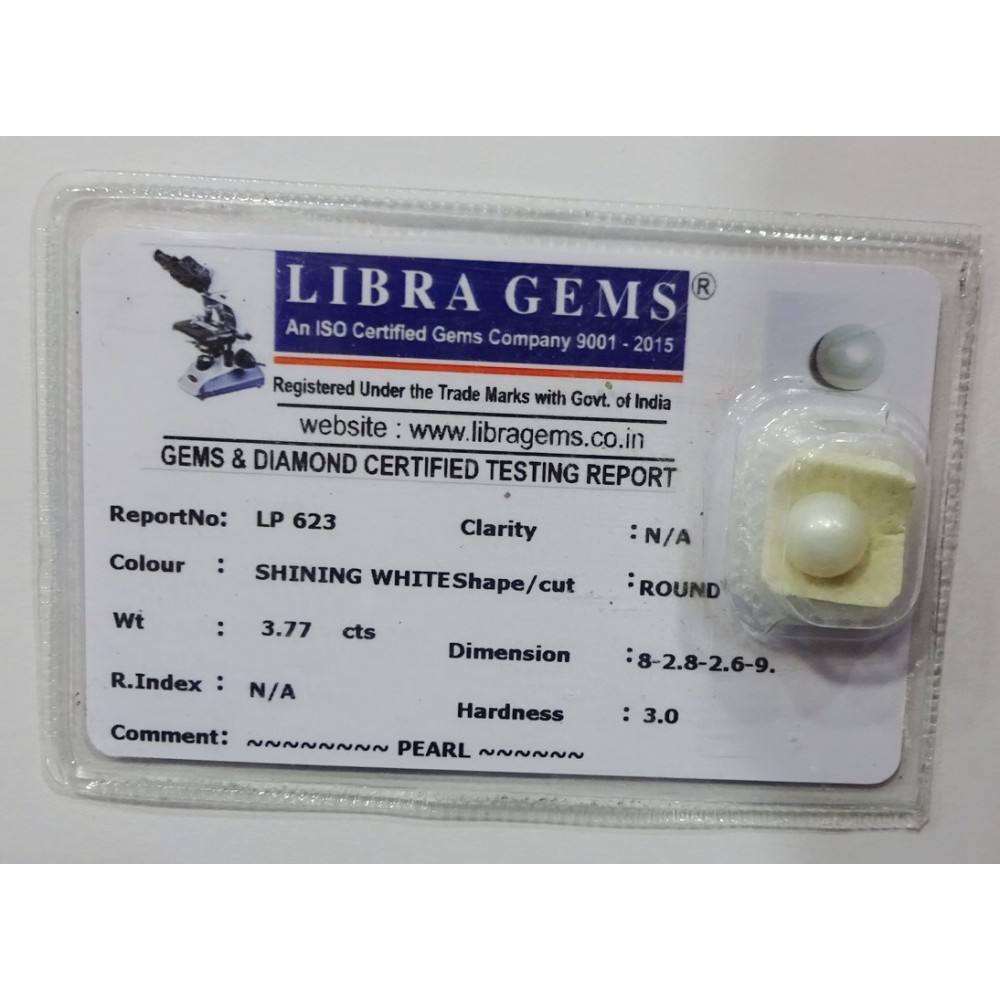 LIBRA GEMS®
An ISO Certified Gems Company 9001 - 2015
Registered Under the Trade Marks with Govt. of India
website : www.libragems.co.in
GEMS & DIAMOND CERTIFIED TESTING REPORT
ReportNo: LP 623 Clarity : N/A
Colour : SHINING WHITE Shape/cut : ROUND
Wt : 3.77 cts Dimension : 8-2.8-2.6-9.
R.Index : N/A Hardness : 3.0
Comment: ~~~~~~~~ PEARL ~~~~~~